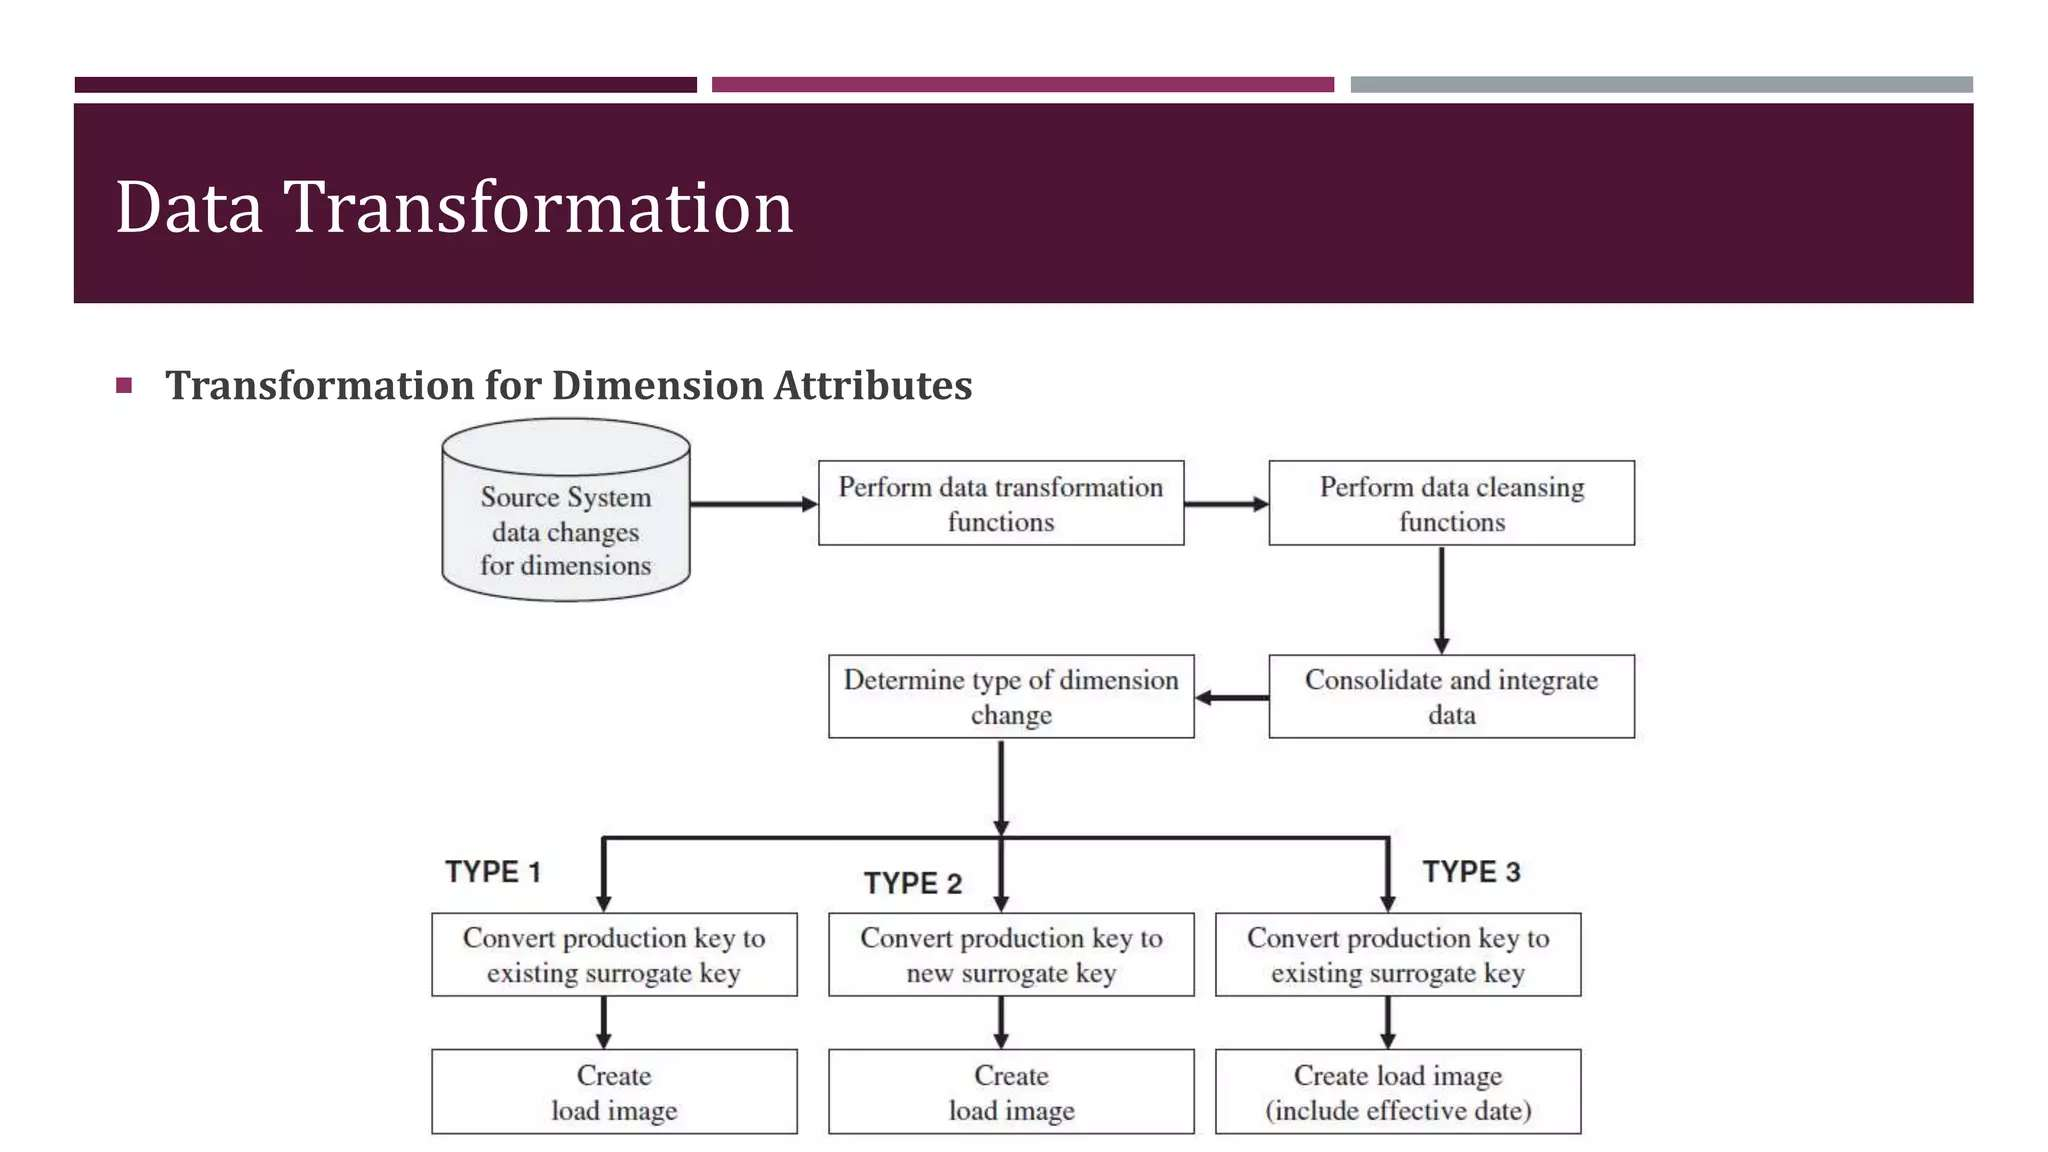 Data Transformation
Transformation for Dimension Attributes
Source System
data changes
for dimensions
Perform data transformation
functions
Perform data cleansing
functions
Determine type of dimension
change
Consolidate and integrate
data
TYPE 1
TYPE 2
TYPE 3
Convert production key to
existing surrogate key
Convert production key to
new surrogate key
Convert production key to
existing surrogate key
Create
load image
Create
load image
Create load image
(include effective date)